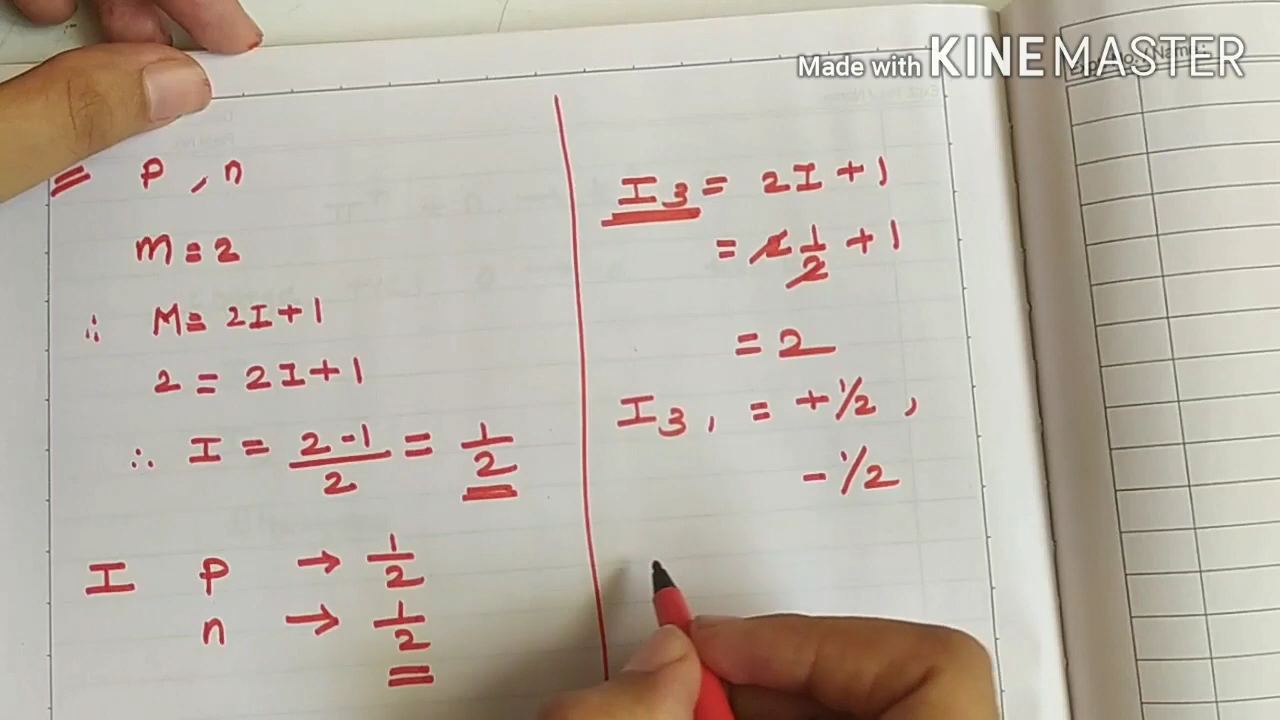 Made with KINEMASTER
= P, n
m = 2
∴ M = 2I + 1
2 = 2I + 1
∴ I = 2-1/2 = 1/2
I P → 1/2
n → 1/2
I3 = 2I + 1
= 2 1/2 + 1
= 2
I3, = +1/2,
- 1/2